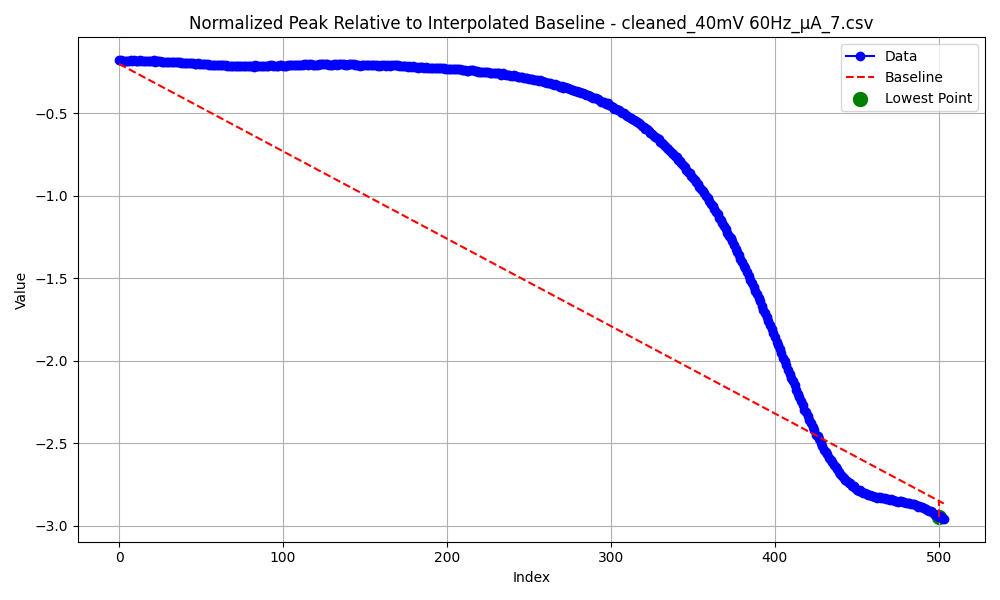 Normalized Peak Relative to Interpolated Baseline - cleaned_40mV 60Hz_µA_7.csv
Data
Baseline
Lowest Point
Value
−0.5
−1.0
−1.5
−2.0
−2.5
−3.0
0
100
200
300
400
500
Index